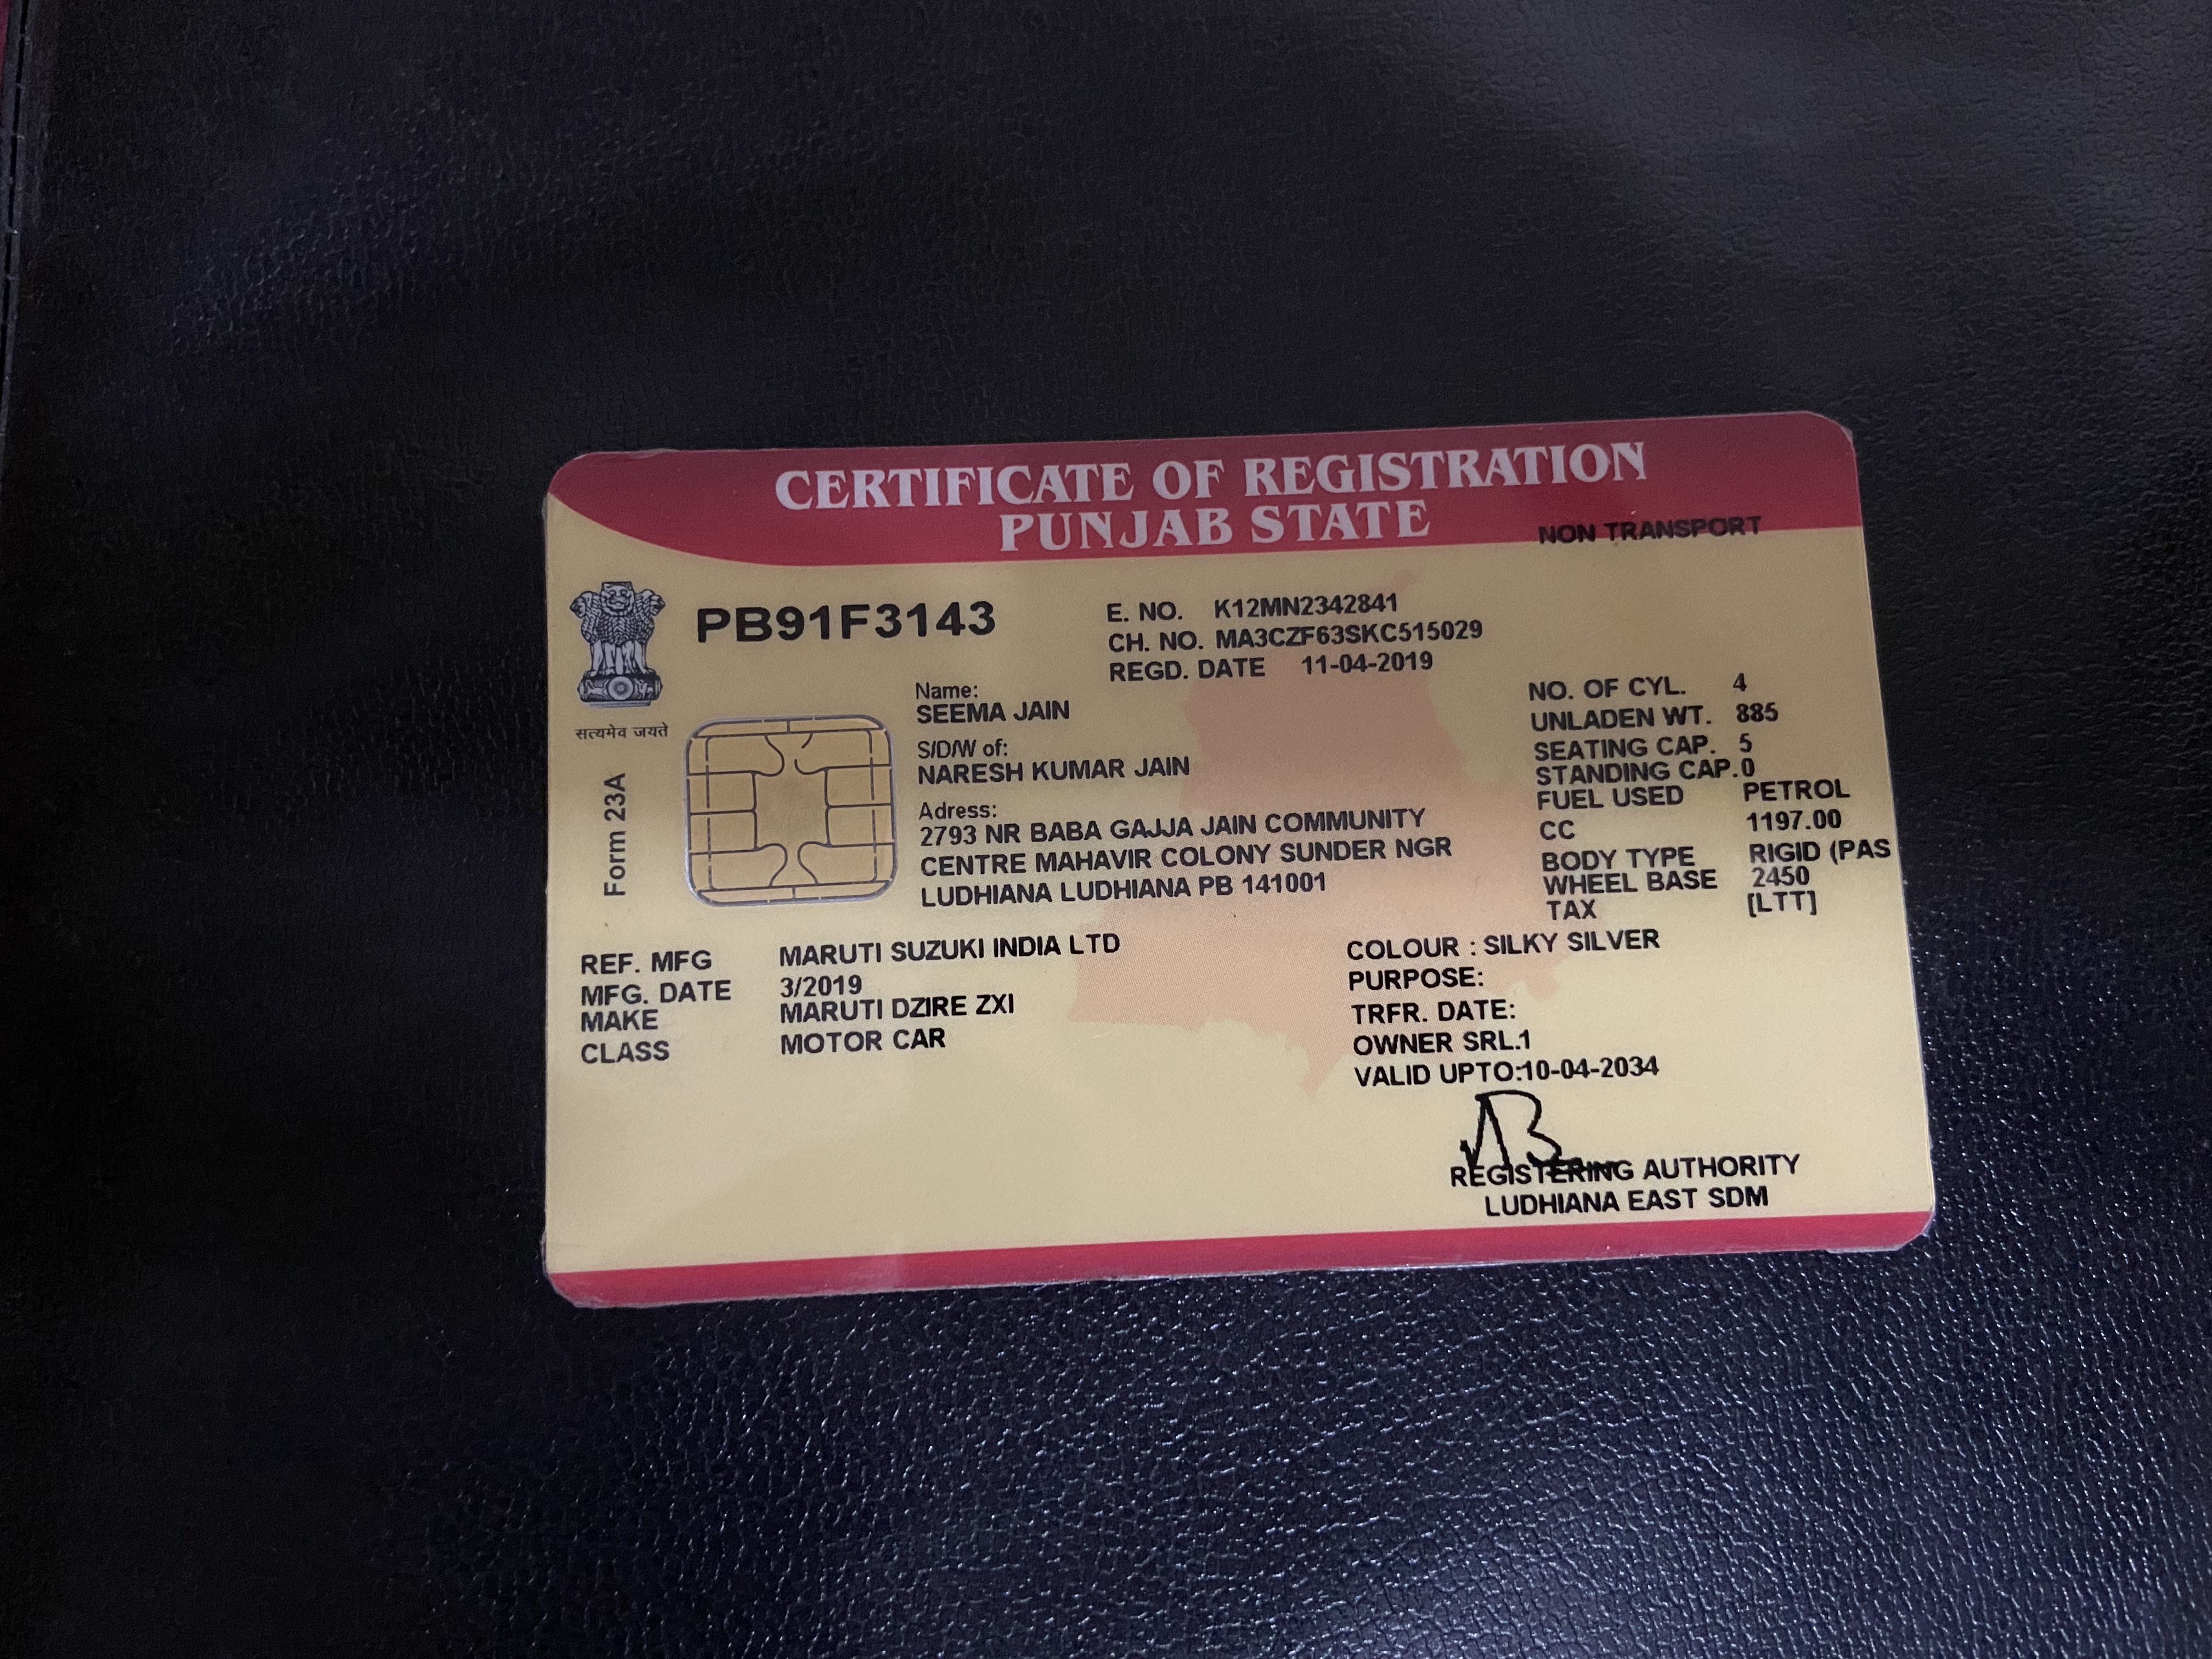 CERTIFICATE OF REGISTRATION
PUNJAB STATE
NON TRANSPORT
PB91F3143
E. NO. K12MN2342841
CH. NO. MA3CZF63SKC515029
REGD. DATE 11-04-2019
सत्यमेव जयते
Form 23A
Name:
SEEMA JAIN
S/D/W of:
NARESH KUMAR JAIN
Adress:
2793 NR BABA GAJJA JAIN COMMUNITY
CENTRE MAHAVIR COLONY SUNDER NGR
LUDHIANA LUDHIANA PB 141001
NO. OF CYL. 4
UNLADEN WT. 885
SEATING CAP. 5
STANDING CAP.0
FUEL USED PETROL
CC 1197.00
BODY TYPE RIGID (PAS
WHEEL BASE 2450
TAX [LTT]
REF. MFG MARUTI SUZUKI INDIA LTD
MFG. DATE 3/2019
MAKE MARUTI DZIRE ZXI
CLASS MOTOR CAR
COLOUR : SILKY SILVER
PURPOSE:
TRFR. DATE:
OWNER SRL.1
VALID UPTO:10-04-2034
REGISTERING AUTHORITY
LUDHIANA EAST SDM